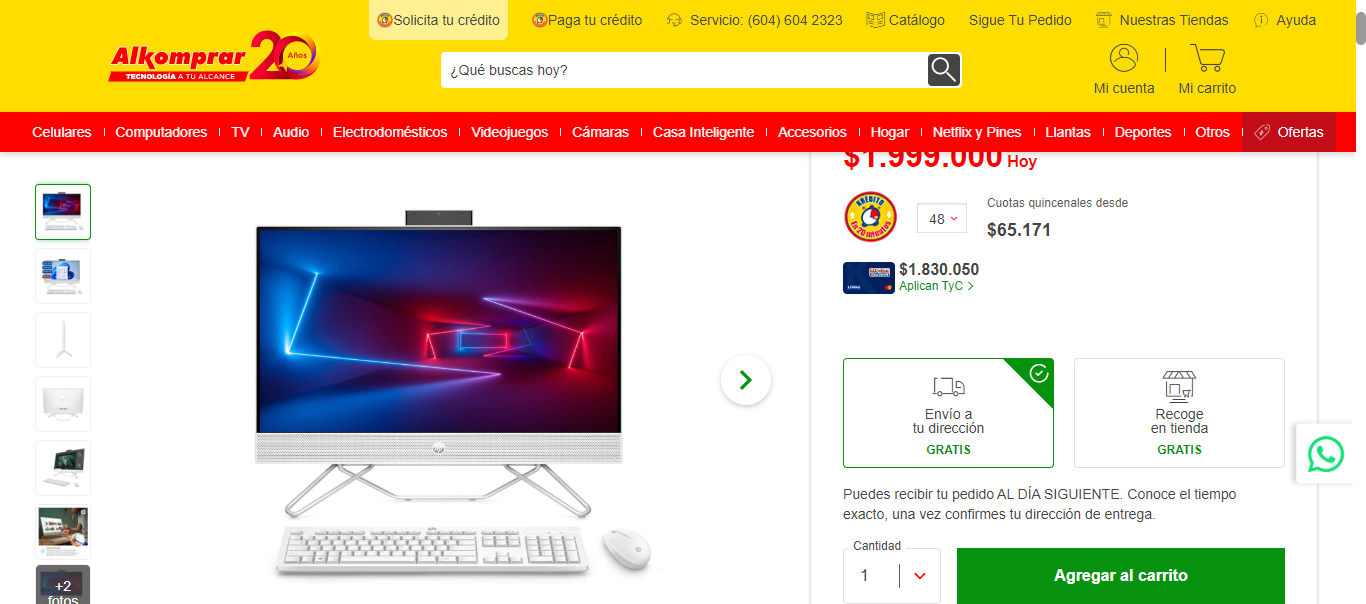 Solicita tu crédito
Paga tu crédito
Servicio: (604) 604 2323
Catálogo
Sigue Tu Pedido
Nuestras Tiendas
Ayuda
Alkomprar 20 Años
TECNOLOGÍA A TU ALCANCE
¿Qué buscas hoy?
Mi cuenta
Mi carrito
Celulares
Computadores
TV
Audio
Electrodomésticos
Videojuegos
Cámaras
Casa Inteligente
Accesorios
Hogar
Netflix y Pines
Llantas
Deportes
Otros
Ofertas
$1.999.000 Hoy
KRÉDITO
En 20 minutos
48
Cuotas quincenales desde
$65.171
$1.830.050
Aplican TyC
hp
Envío a
tu dirección
GRATIS
Recoge
en tienda
GRATIS
Puedes recibir tu pedido AL DÍA SIGUIENTE. Conoce el tiempo
exacto, una vez confirmes tu dirección de entrega.
Cantidad
1
Agregar al carrito
+2
fotos